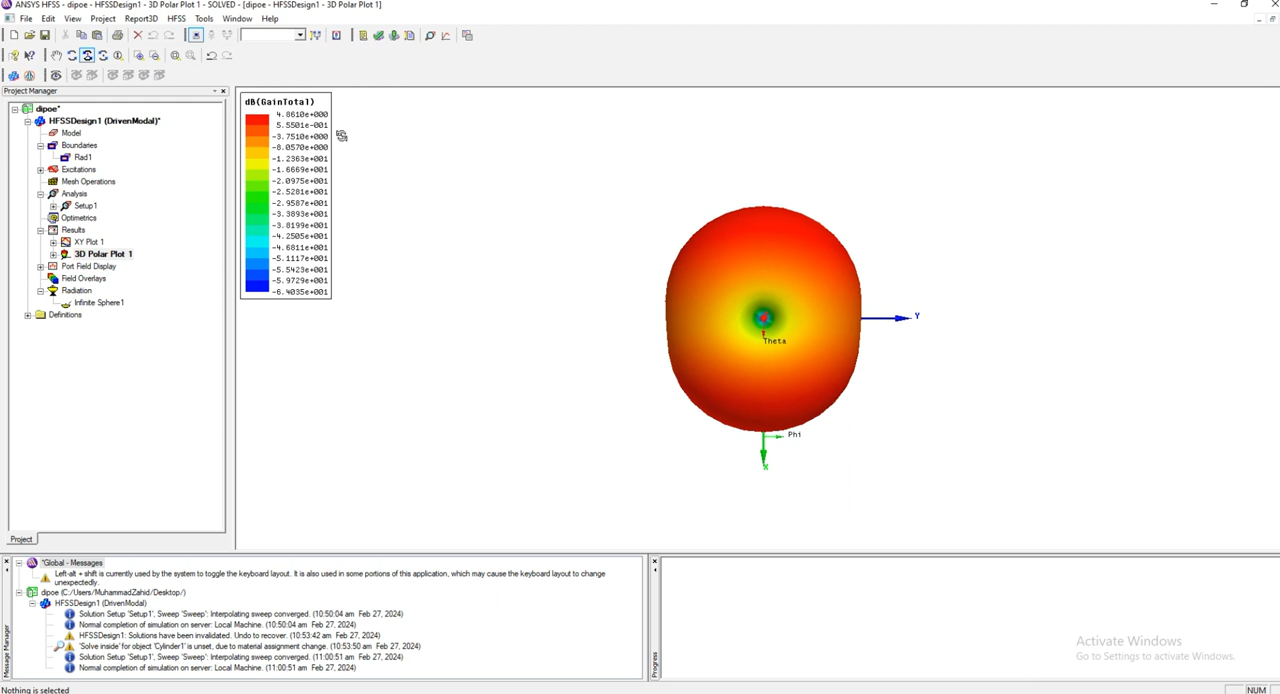 ANSYS HFSS - dipoe - HFSSDesign1 - 3D Polar Plot 1 - SOLVED - [dipoe - HFSSDesign1 - 3D Polar Plot 1]
File Edit View Project Report3D HFSS Tools Window Help
Project Manager
dipoe*
HFSSDesign1 (DrivenModal)*
Model
Boundaries
Rad1
Excitations
Mesh Operations
Analysis
Setup1
Optimetrics
Results
XY Plot 1
3D Polar Plot 1
Port Field Display
Field Overlays
Radiation
Infinite Sphere1
Definitions
Project
dB(GainTotal)
4.8610e+000
5.5501e-001
-3.7510e+000
-8.0570e+000
-1.2363e+001
-1.6669e+001
-2.0975e+001
-2.5281e+001
-2.9587e+001
-3.3893e+001
-3.8199e+001
-4.2505e+001
-4.6811e+001
-5.1117e+001
-5.5423e+001
-5.9729e+001
-6.4035e+001
Y
Theta
Phi
X
*Global - Messages
Left-alt + shift is currently used by the system to toggle the keyboard layout. It is also used in some portions of this application, which may cause the keyboard layout to change
unexpectedly.
dipoe (C:/Users/MuhammadZahid/Desktop/)
HFSSDesign1 (DrivenModal)
Solution Setup 'Setup1', Sweep 'Sweep': Interpolating sweep converged. (10:50:04 am Feb 27, 2024)
Normal completion of simulation on server: Local Machine. (10:50:04 am Feb 27, 2024)
HFSSDesign1: Solutions have been invalidated. Undo to recover. (10:53:42 am Feb 27, 2024)
'Solve inside' for object 'Cylinder1' is unset, due to material assignment change. (10:53:50 am Feb 27, 2024)
Solution Setup 'Setup1', Sweep 'Sweep': Interpolating sweep converged. (11:00:51 am Feb 27, 2024)
Normal completion of simulation on server: Local Machine. (11:00:51 am Feb 27, 2024)
Message Manager
Progress
Activate Windows
Go to Settings to activate Windows.
Nothing is selected
NUM